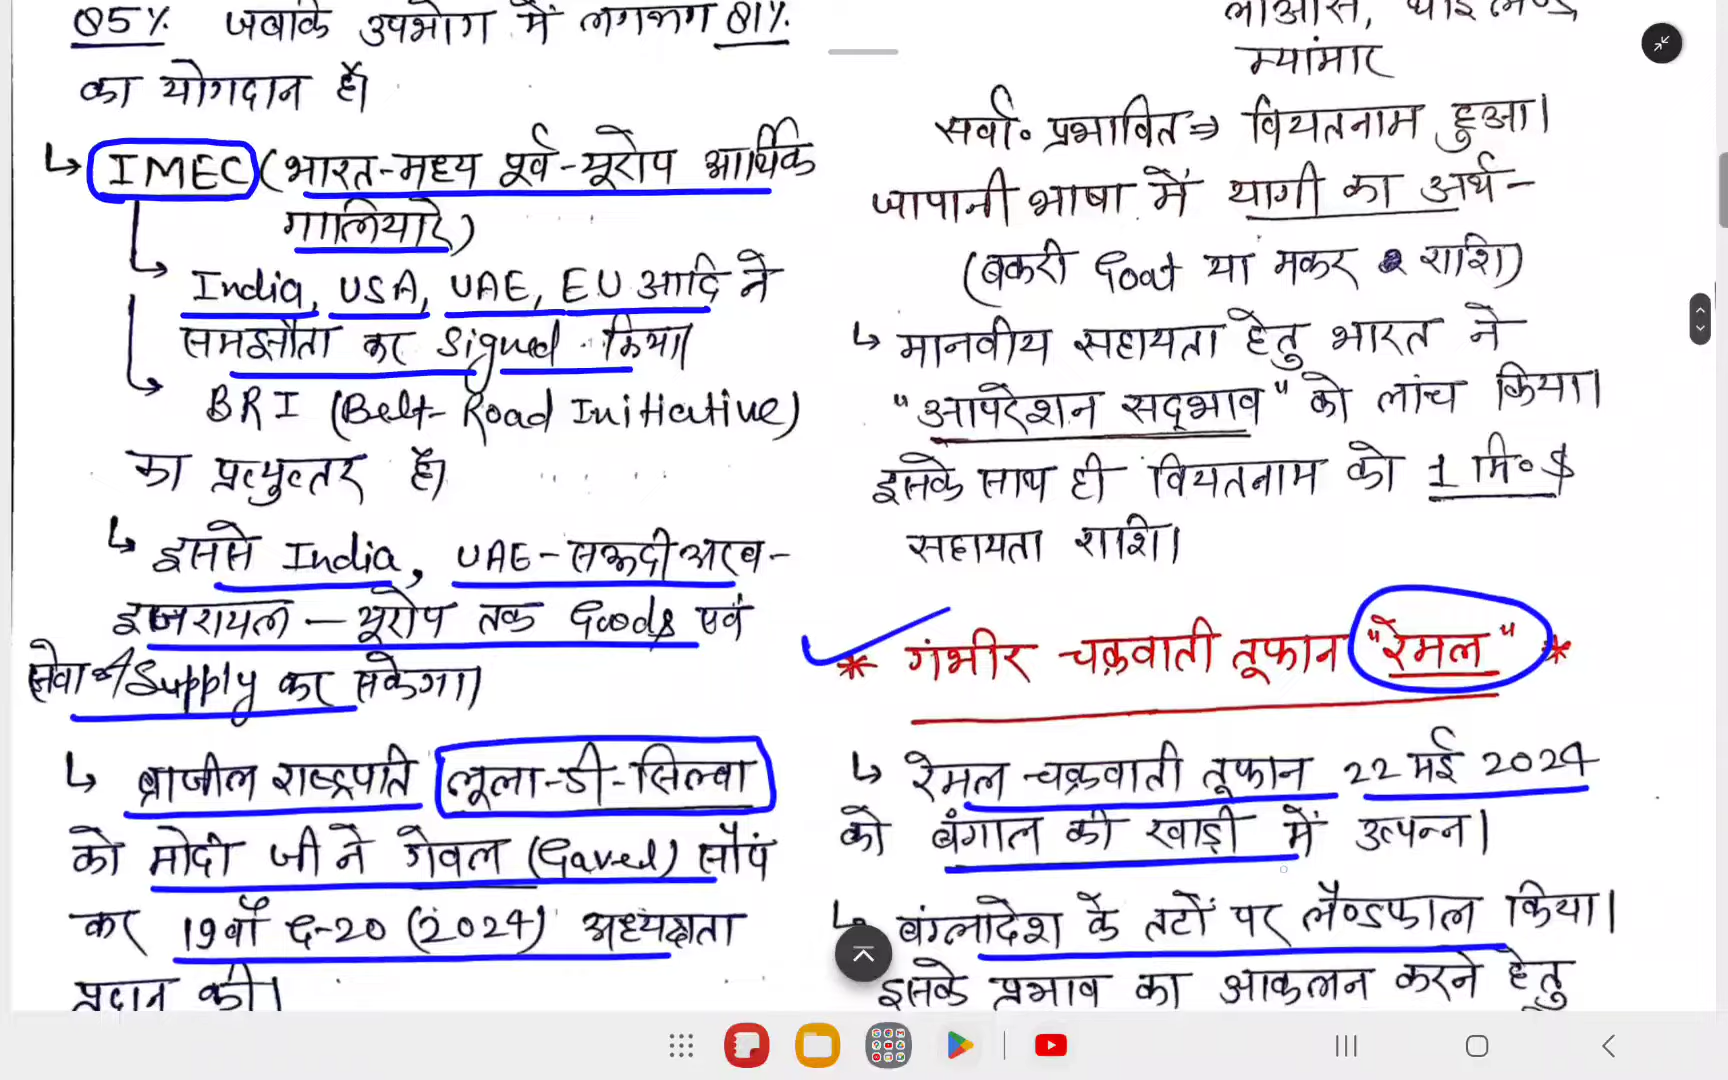 85% जबकि उपभोग में लगभग 81%
का योगदान है।
↳ IMEC (भारत-मध्य पूर्व-यूरोप आर्थिक
गलियारे)
India, USA, UAE, EU आदि ने
समझौता कर Signed किया।
BRI (Belt-Road Initiative)
का प्रत्युत्तर है।
↳ इससे India, UAE-सऊदी अरब-
इजरायल-यूरोप तक Goods एवं
सेवा Supply कर सकेगा।
↳ ब्राजील राष्ट्रपति लूला-डी-सिल्वा
को मोदी जी ने गेवल (Gavel) सौंप
कर 19वाँ G-20 (2024) अध्यक्षता
प्रदान की।
लाओस, थाईलैण्ड,
म्यांमार
सर्वा॰ प्रभावित ⇒ वियतनाम हुआ।
जापानी भाषा में यागी का अर्थ -
(बकरी Goat या मकर राशि)
↳ मानवीय सहायता हेतु भारत ने
"आपरेशन सद्भाव" को लांच किया।
इसके साथ ही वियतनाम को 1 मि॰ $
सहायता राशि।
* गंभीर चक्रवाती तूफान "रेमल" *
↳ रेमल चक्रवाती तूफान 22 मई 2024
को बंगाल की खाड़ी में उत्पन्न।
↳ बंग्लादेश के तटों पर लैण्डफाल किया।
इसके प्रभाव का आकलन करने हेतु